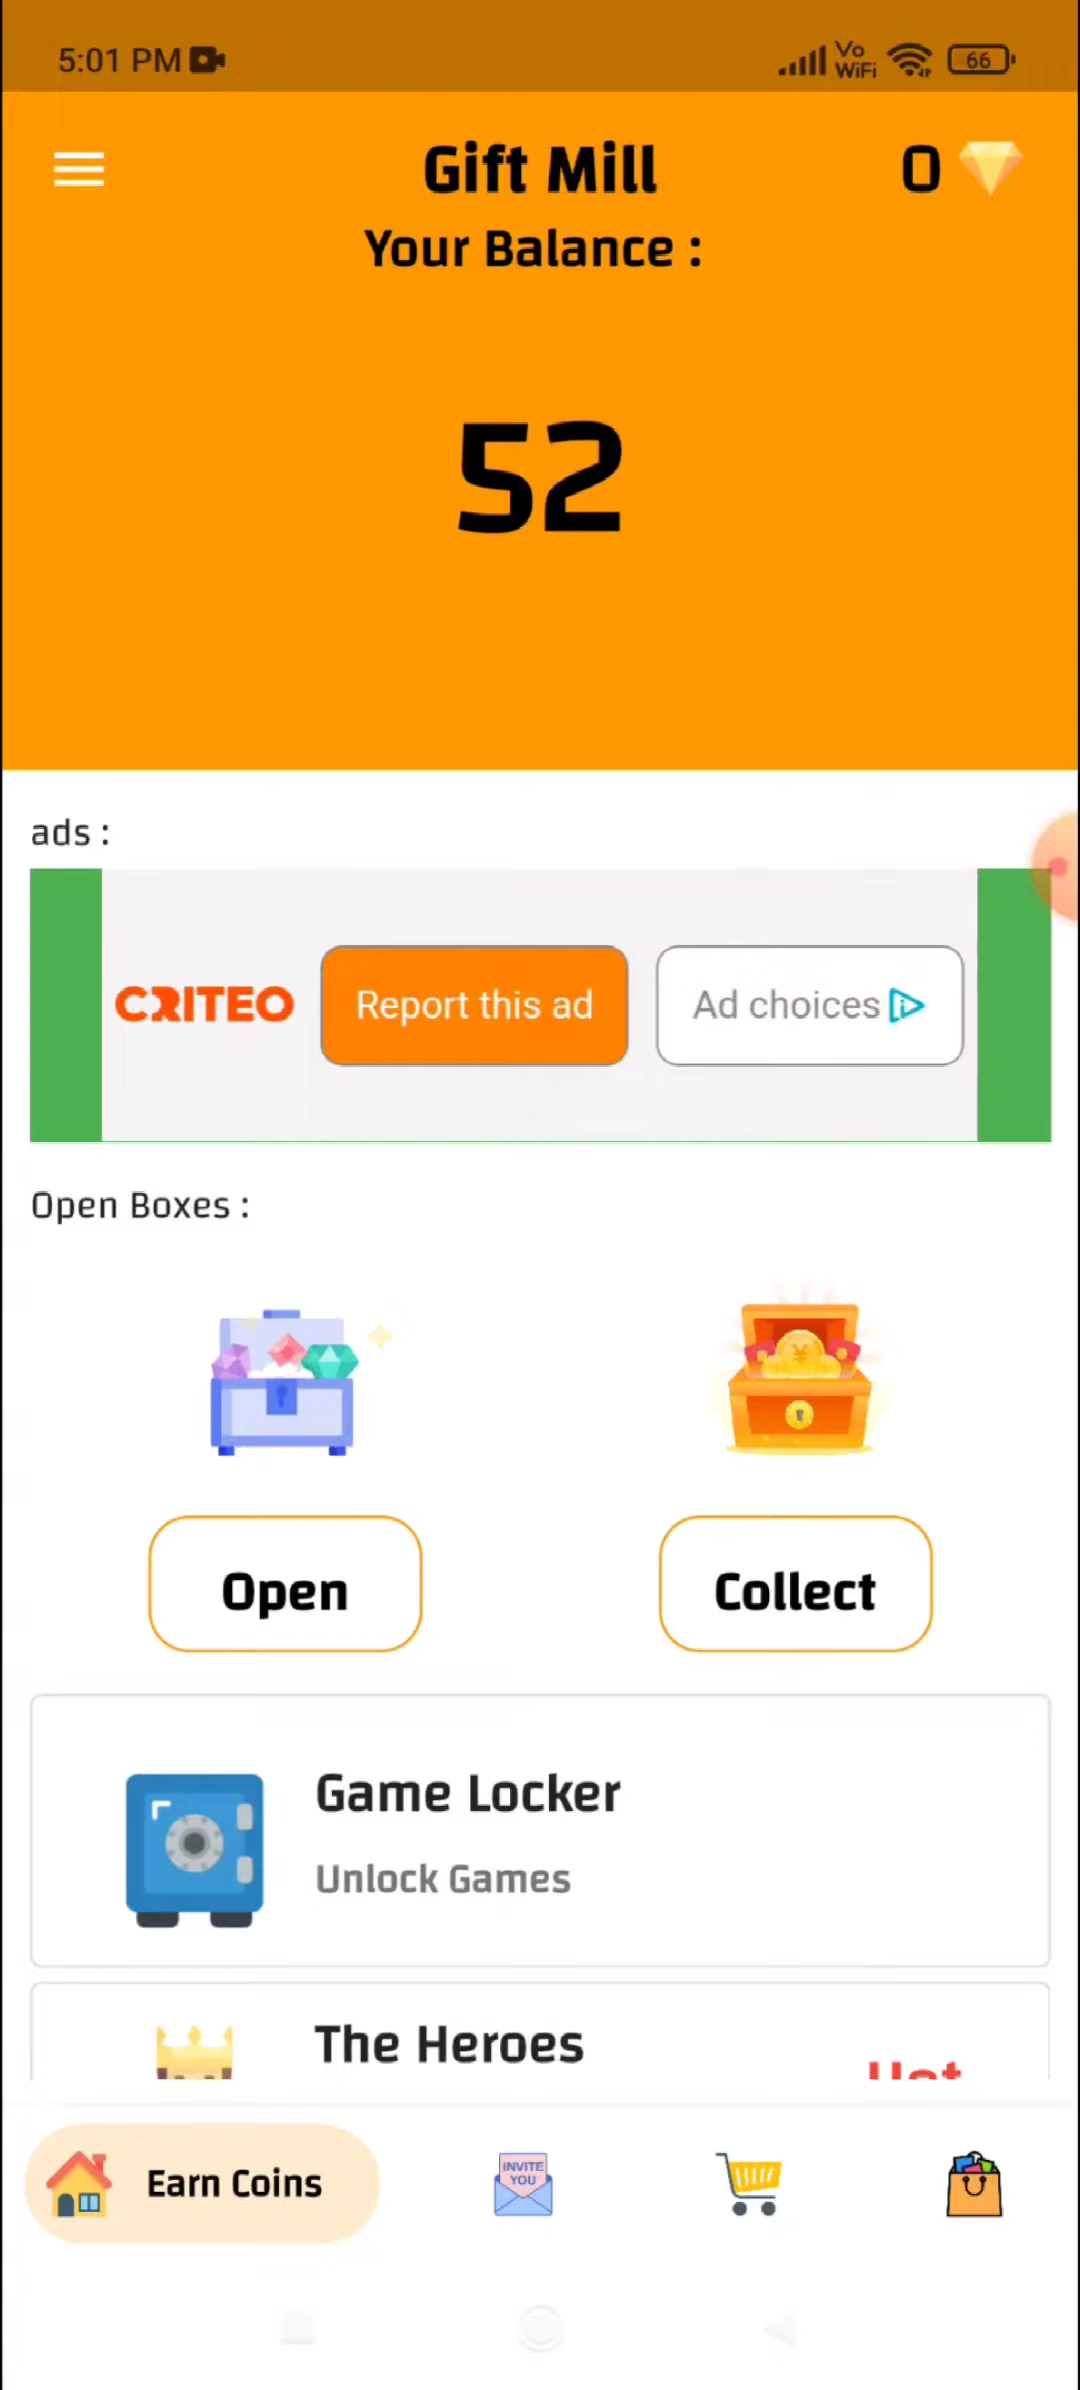 5:01 PM
Vo
WiFi
66
Gift Mill
0
Your Balance :
52
ads :
CRITEO
Report this ad
Ad choices
Open Boxes :
¥
Open
Collect
Game Locker
Unlock Games
The Heroes
Hot
Earn Coins
INVITE
YOU